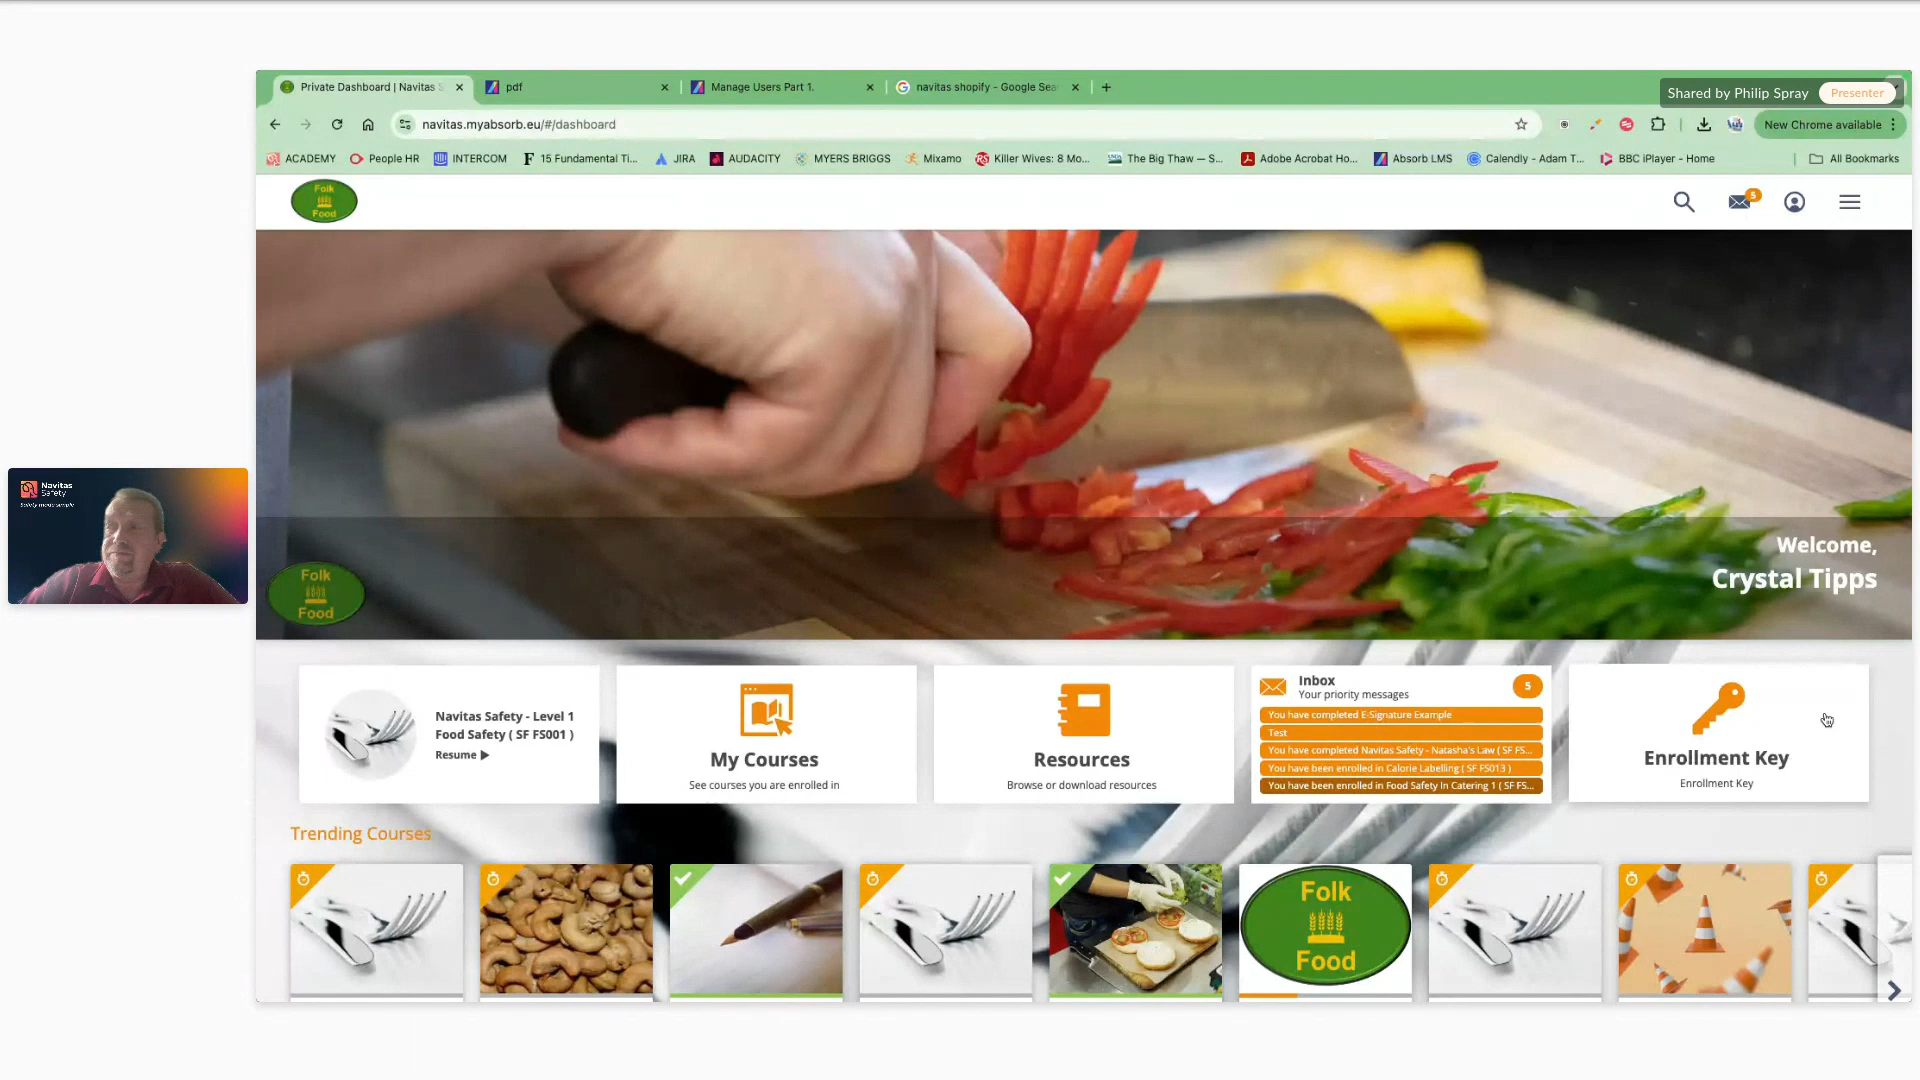 Private Dashboard | Navitas S
pdf
Manage Users Part 1.
navitas shopify - Google Sea
Shared by Philip Spray
Presenter
navitas.myabsorb.eu/#/dashboard
New Chrome available
ACADEMY
People HR
INTERCOM
15 Fundamental Ti...
JIRA
AUDACITY
MYERS BRIGGS
Mixamo
Killer Wives: 8 Mo...
The Big Thaw — S...
Adobe Acrobat Ho...
Absorb LMS
Calendly - Adam T...
BBC iPlayer - Home
All Bookmarks
Folk
Food
5
Navitas
Safety
Safety made simple
Welcome,
Crystal Tipps
Folk
Food
Navitas Safety - Level 1
Food Safety ( SF FS001 )
Resume
My Courses
See courses you are enrolled in
Resources
Browse or download resources
Inbox
Your priority messages
5
You have completed E-Signature Example
Test
You have completed Navitas Safety - Natasha's Law ( SF FS...
You have been enrolled in Calorie Labelling ( SF FS013 )
You have been enrolled in Food Safety In Catering 1 ( SF FS...
Enrollment Key
Enrollment Key
Trending Courses
Folk
Food